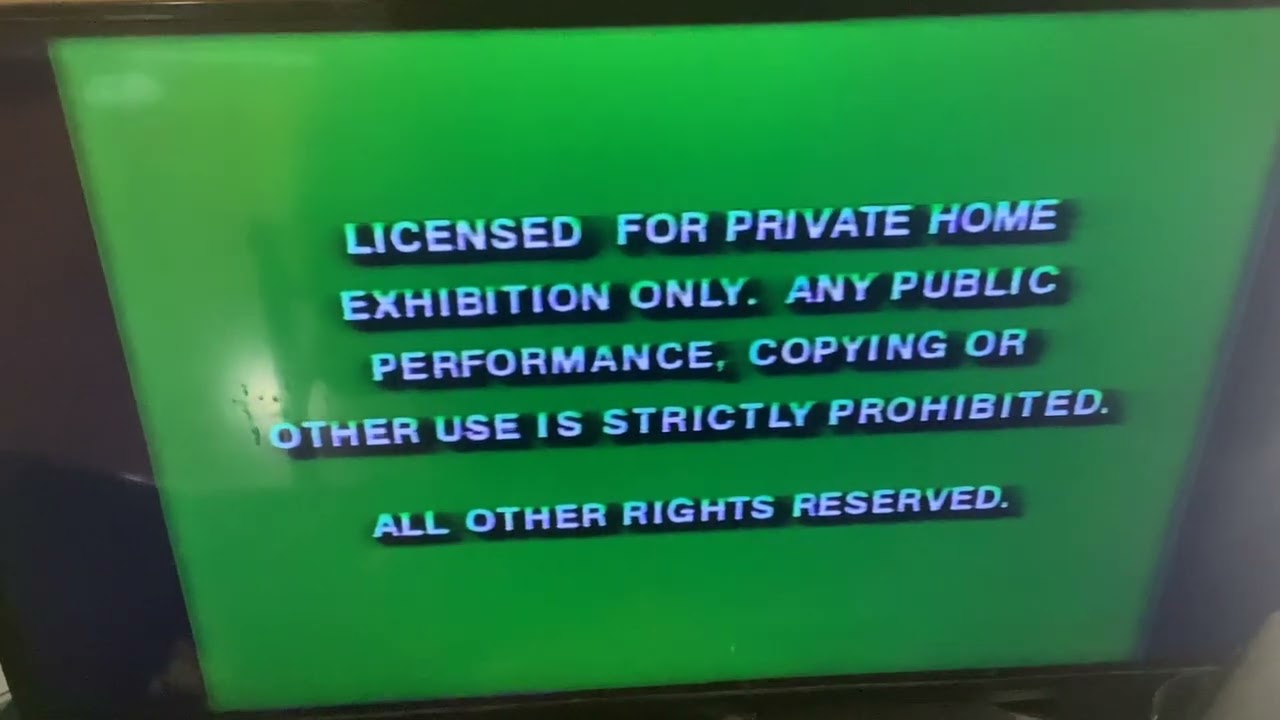 LICENSED FOR PRIVATE HOME
EXHIBITION ONLY. ANY PUBLIC
PERFORMANCE, COPYING OR
OTHER USE IS STRICTLY PROHIBITED.
ALL OTHER RIGHTS RESERVED.